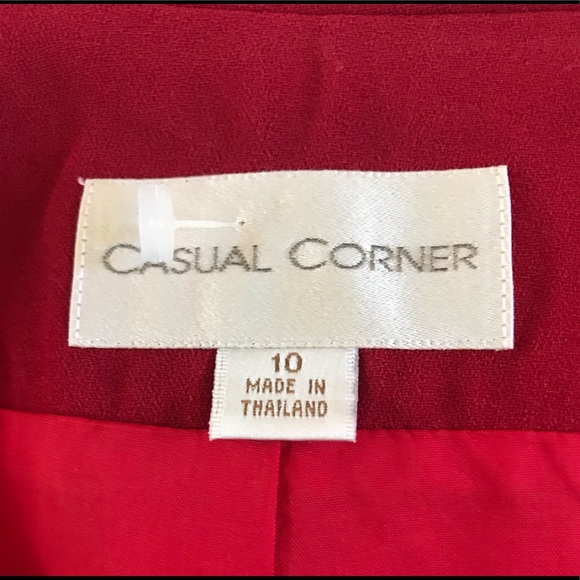 CASUAL CORNER
10
MADE IN
THAILAND